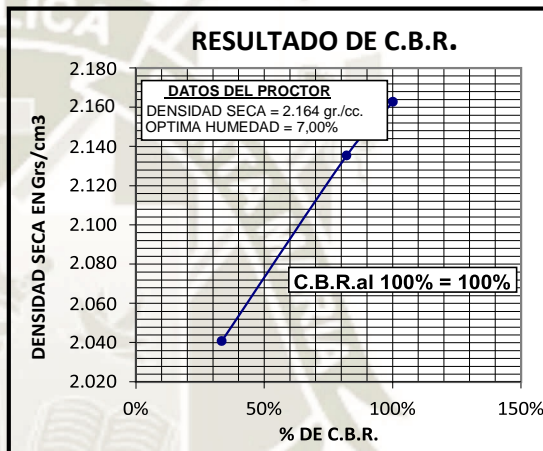 RESULTADO DE C.B.R.
DATOS DEL PROCTOR
DENSIDAD SECA = 2.164 gr./cc.
OPTIMA HUMEDAD = 7,00%
C.B.R.al 100% = 100%
DENSIDAD SECA EN Grs/cm3
2.180
2.160
2.140
2.120
2.100
2.080
2.060
2.040
2.020
0% 50% 100% 150%
% DE C.B.R.